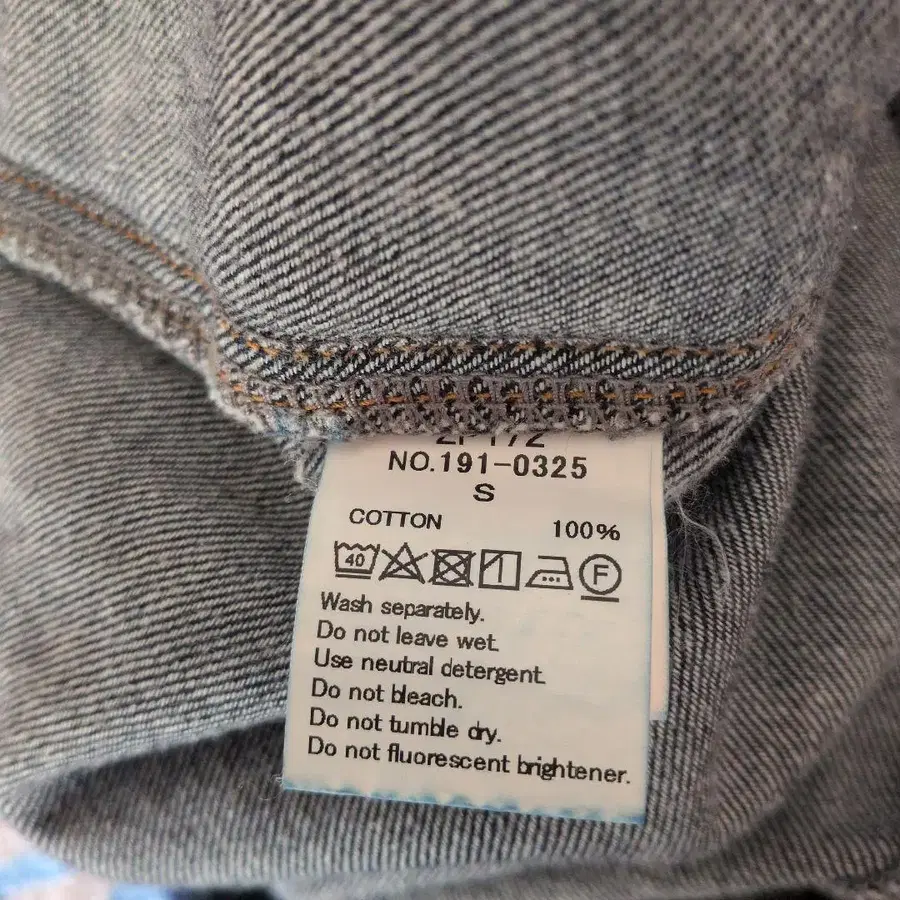 NO.191-0325
S
COTTON 100%
40 F
Wash separately.
Do not leave wet.
Use neutral detergent.
Do not bleach.
Do not tumble dry.
Do not fluorescent brightener.